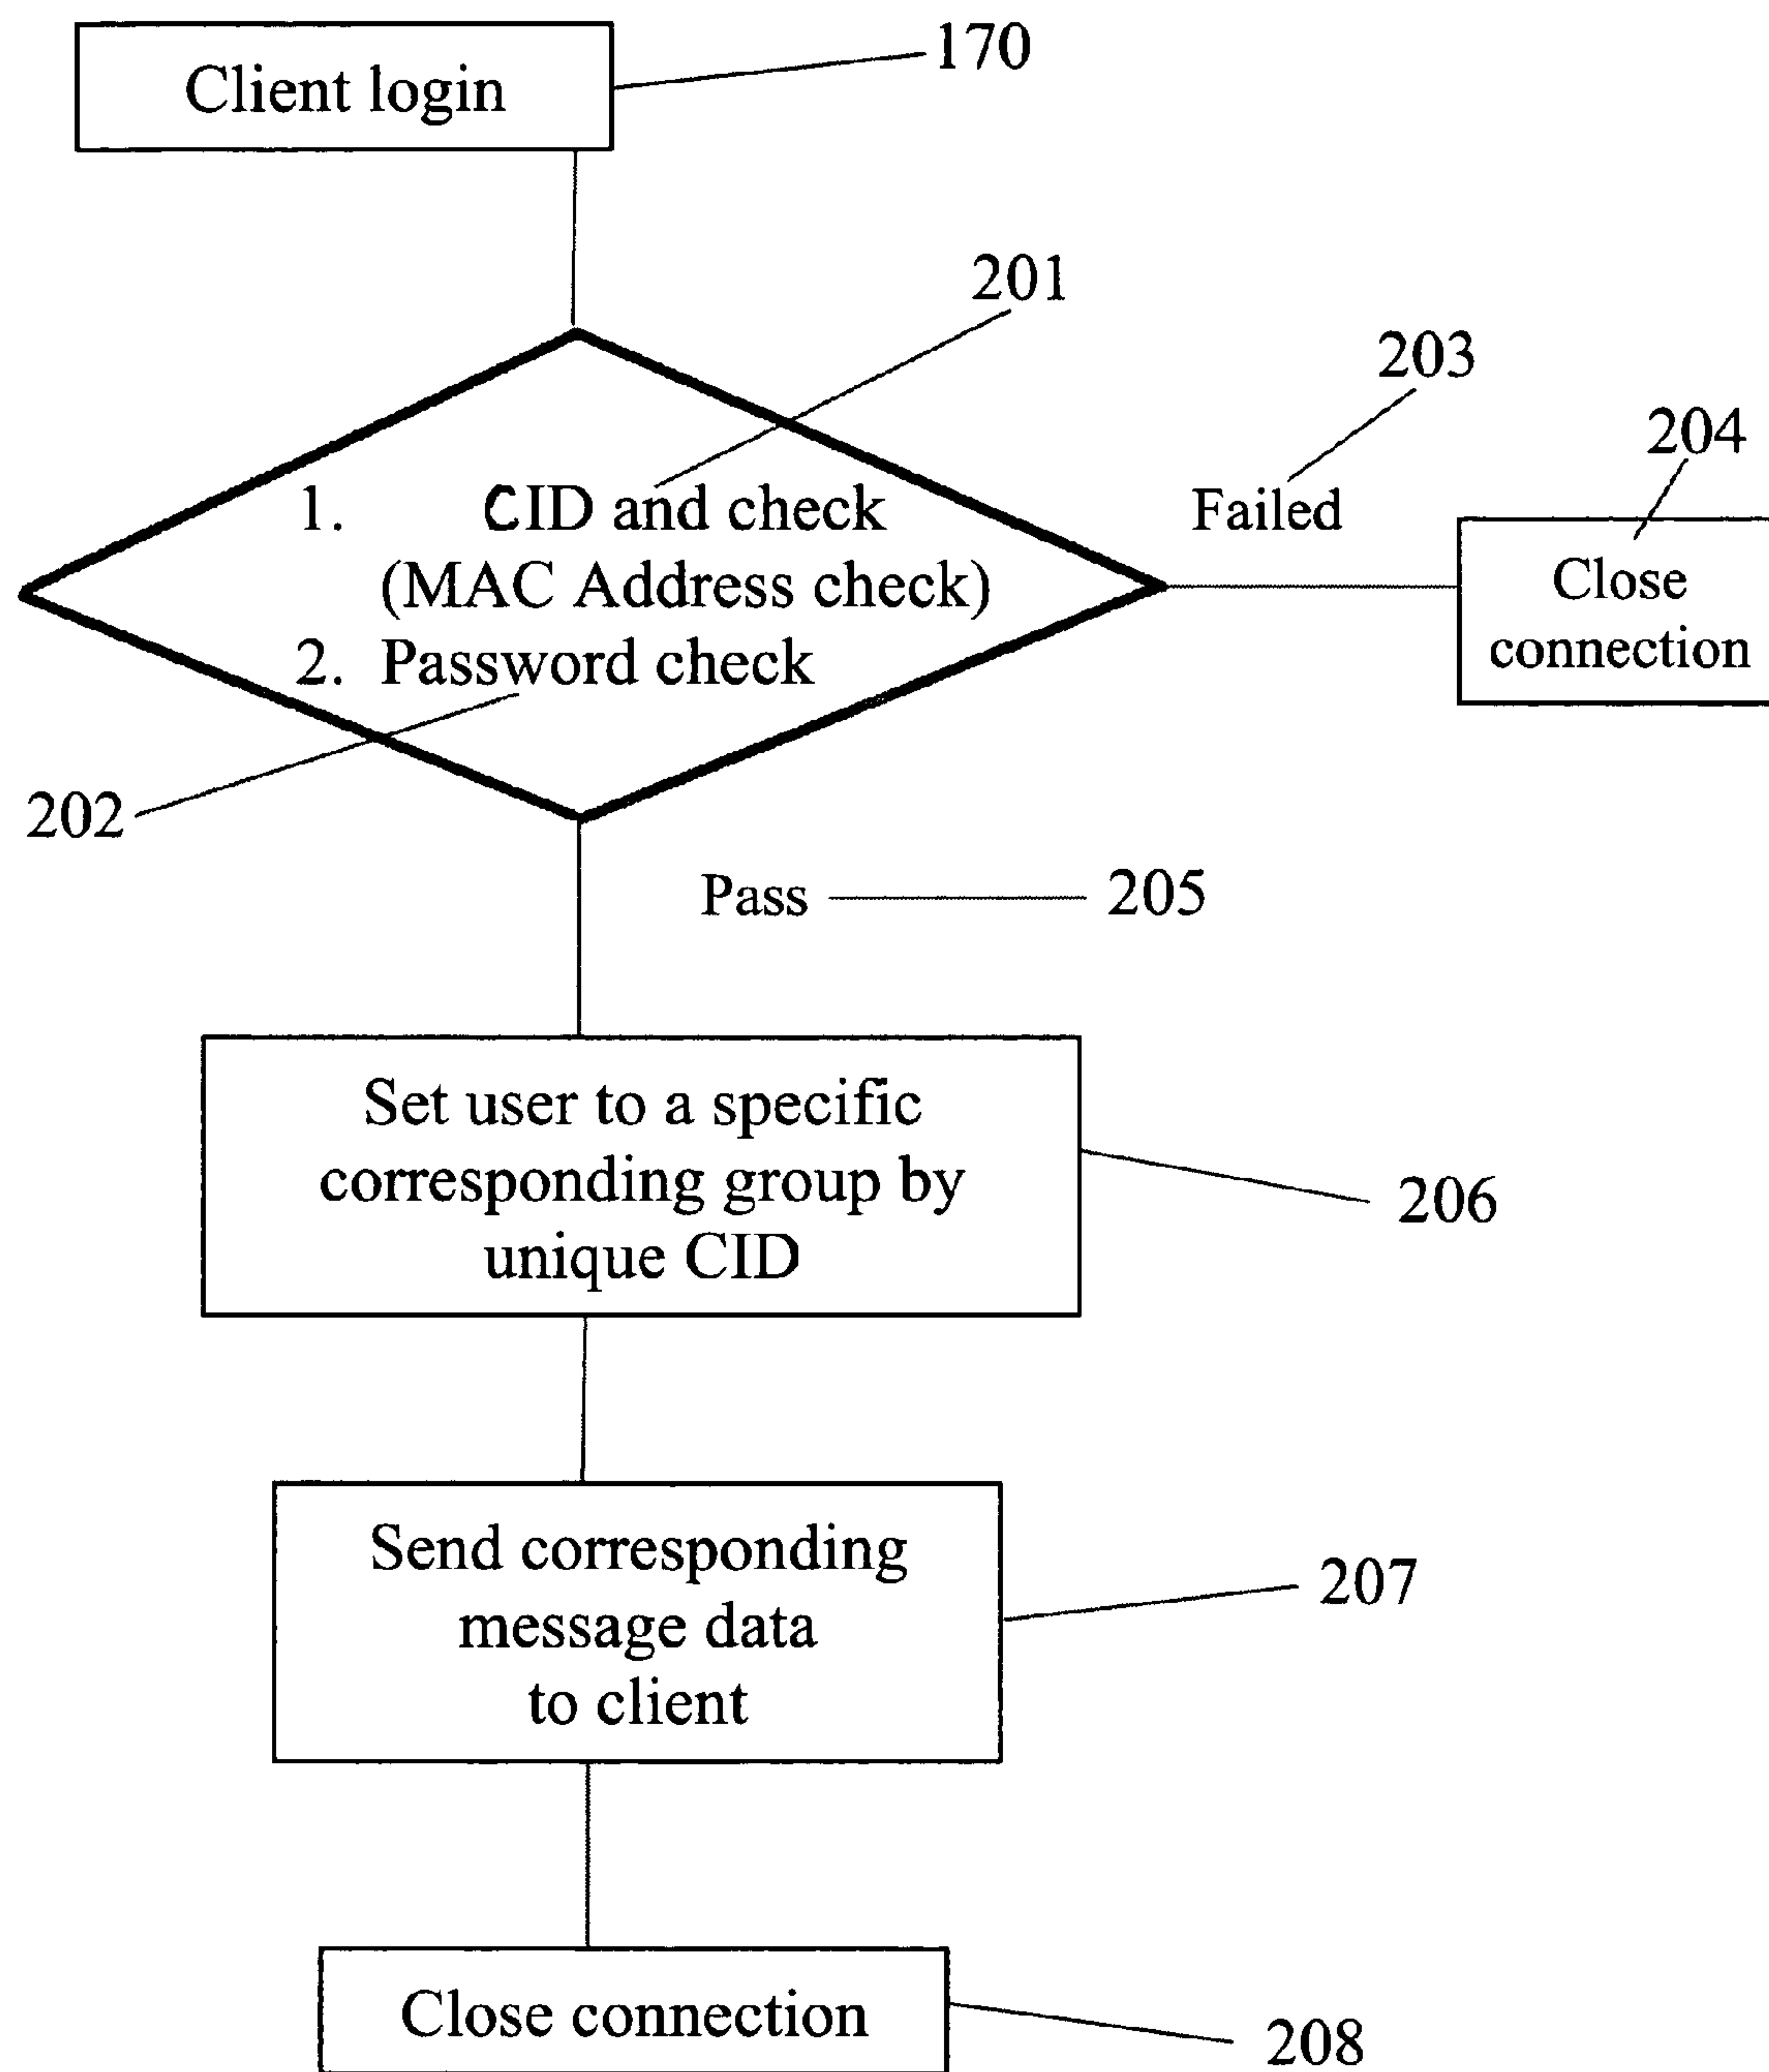 Client login
170
201
203
204
1. CID and check
(MAC Address check)
2. Password check
Failed
Close
connection
202
Pass
205
Set user to a specific
corresponding group by
unique CID
206
Send corresponding
message data
to client
207
Close connection
208